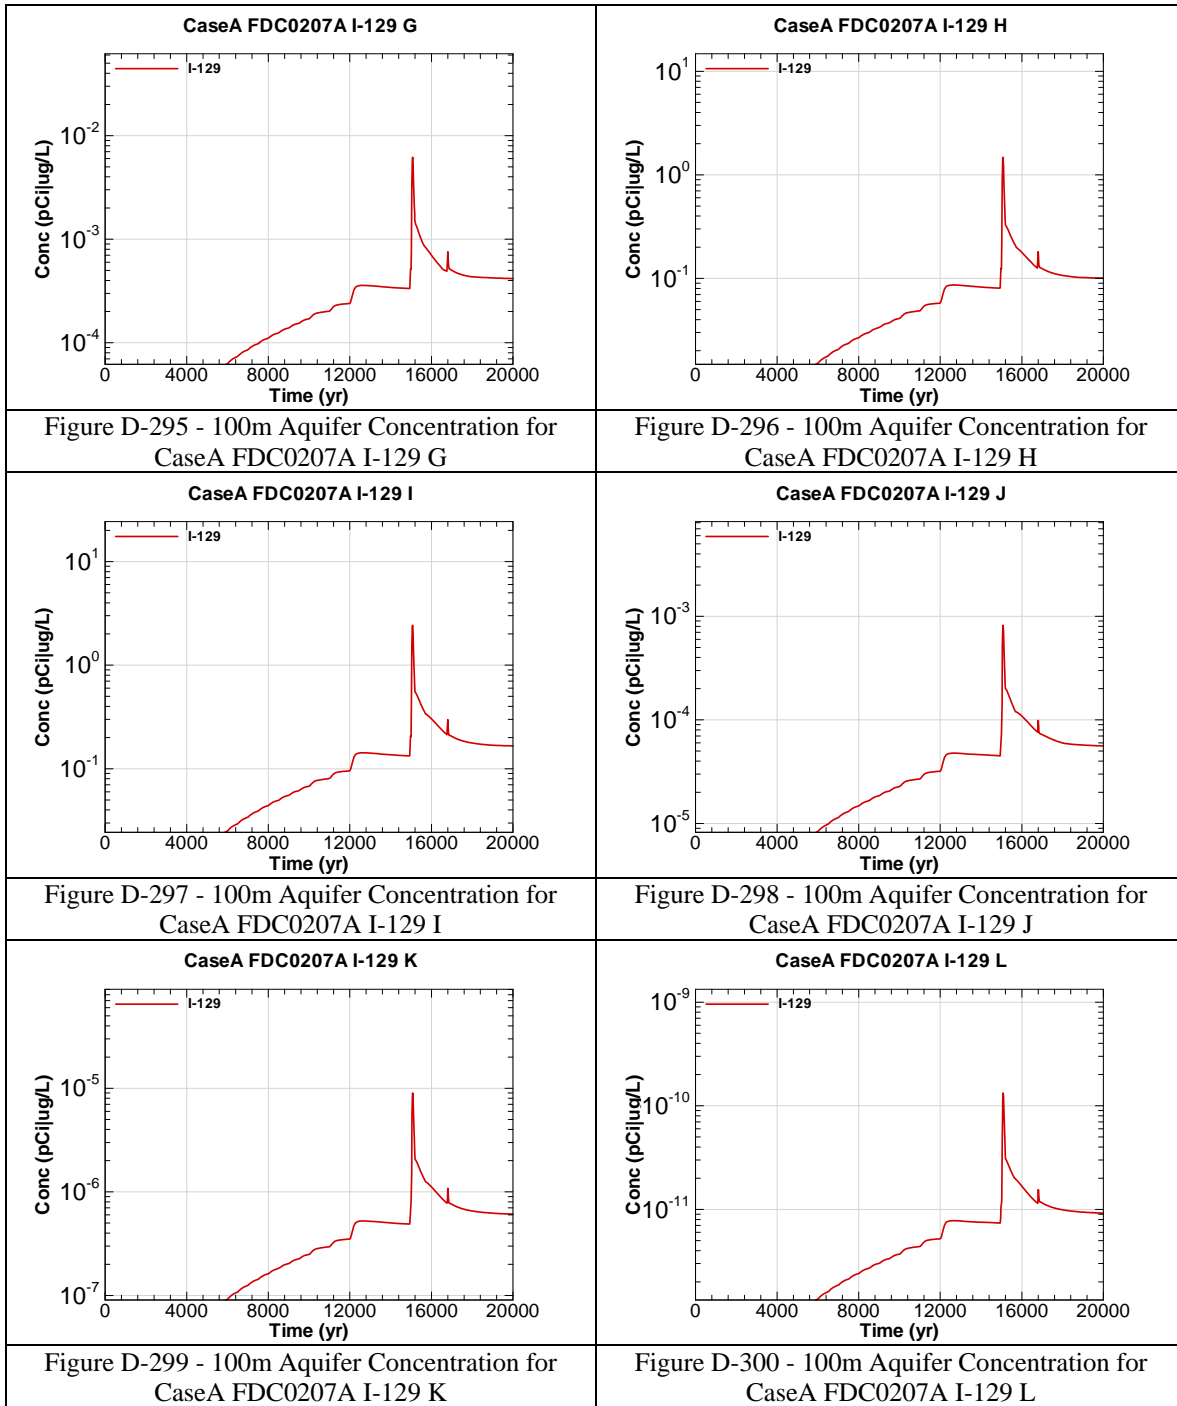 CaseA FDC0207A I-129 G
I-129
Conc (pCi|ug/L)
10-2
10-3
10-4
0 4000 8000 12000 16000 20000
Time (yr)
Figure D-295 - 100m Aquifer Concentration for
CaseA FDC0207A I-129 G
CaseA FDC0207A I-129 H
I-129
Conc (pCi|ug/L)
101
100
10-1
0 4000 8000 12000 16000 20000
Time (yr)
Figure D-296 - 100m Aquifer Concentration for
CaseA FDC0207A I-129 H
CaseA FDC0207A I-129 I
I-129
Conc (pCi|ug/L)
101
100
10-1
0 4000 8000 12000 16000 20000
Time (yr)
Figure D-297 - 100m Aquifer Concentration for
CaseA FDC0207A I-129 I
CaseA FDC0207A I-129 J
I-129
Conc (pCi|ug/L)
10-3
10-4
10-5
0 4000 8000 12000 16000 20000
Time (yr)
Figure D-298 - 100m Aquifer Concentration for
CaseA FDC0207A I-129 J
CaseA FDC0207A I-129 K
I-129
Conc (pCi|ug/L)
10-5
10-6
10-7
0 4000 8000 12000 16000 20000
Time (yr)
Figure D-299 - 100m Aquifer Concentration for
CaseA FDC0207A I-129 K
CaseA FDC0207A I-129 L
I-129
Conc (pCi|ug/L)
10-9
10-10
10-11
0 4000 8000 12000 16000 20000
Time (yr)
Figure D-300 - 100m Aquifer Concentration for
CaseA FDC0207A I-129 L